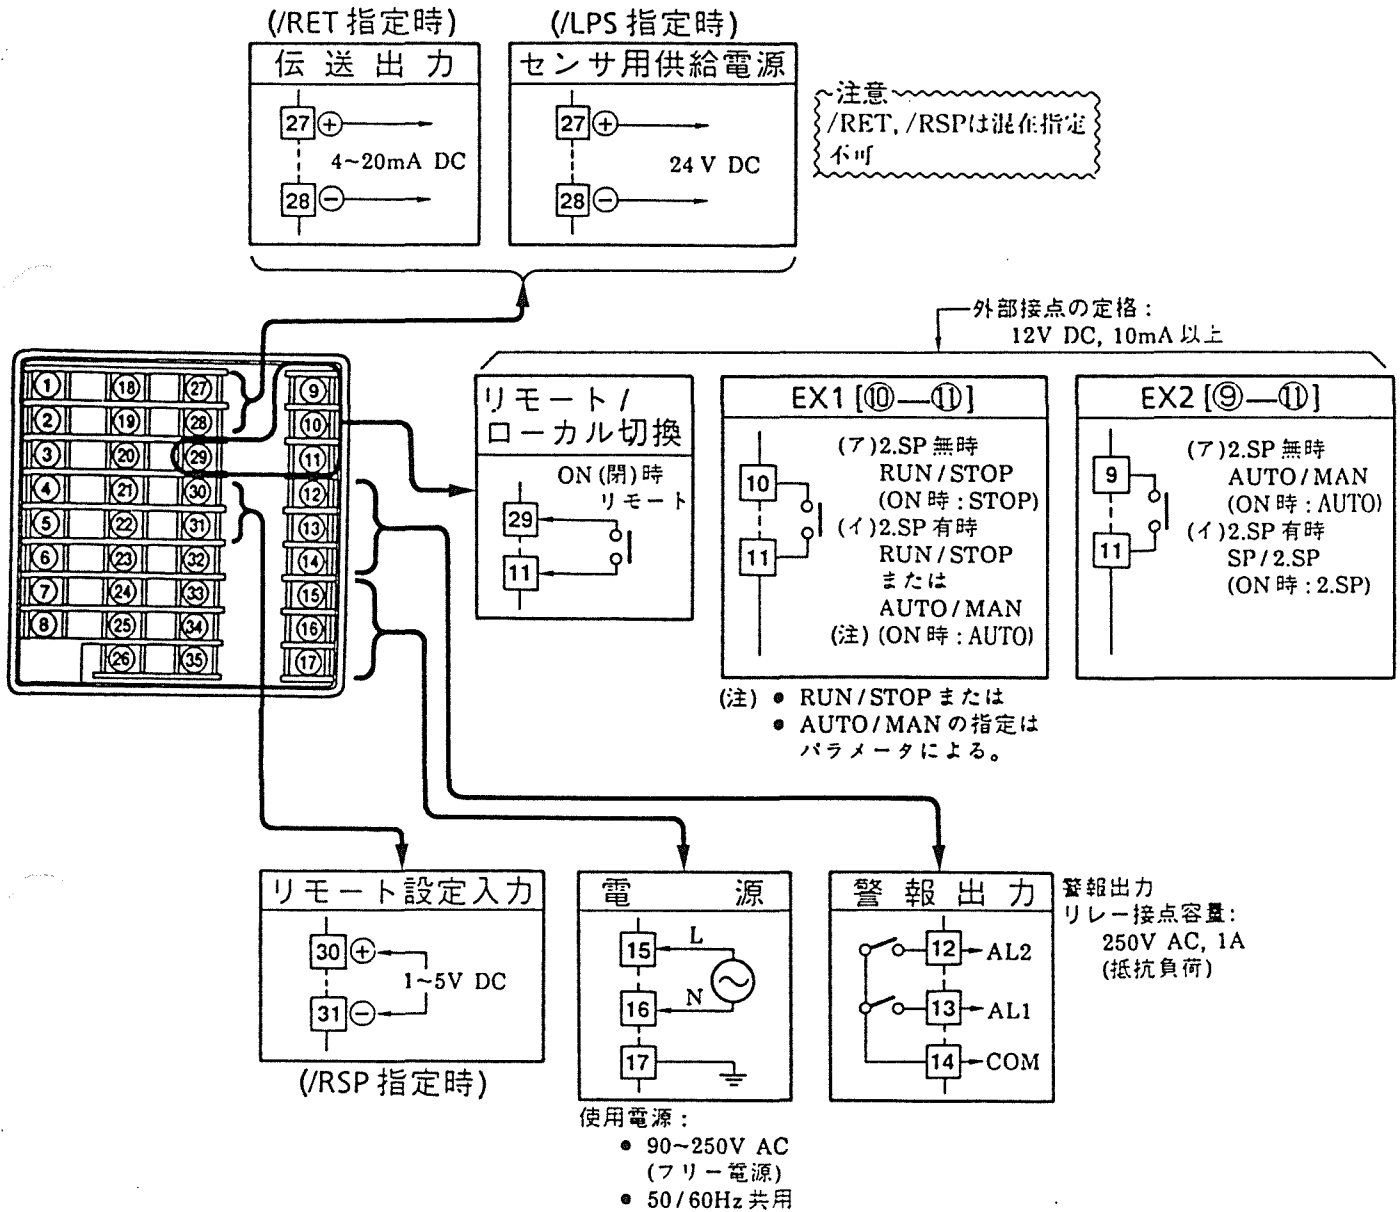 (/RET 指定時)
伝送出力
27 +
4~20mA DC
28 −
(/LPS 指定時)
センサ用供給電源
27 +
24V DC
28 −
注意
/RET, /RSPは混在指定
不可
外部接点の定格:
12V DC, 10mA 以上
① ⑱ ㉗ ⑨
② ⑲ ㉘ ⑩
③ ⑳ ㉙ ⑪
④ ㉑ ㉚ ⑫
⑤ ㉒ ㉛ ⑬
⑥ ㉓ ㉜ ⑭
⑦ ㉔ ㉝ ⑮
⑧ ㉕ ㉞ ⑯
㉖ ㉟ ⑰
リモート/
ローカル切換
ON(閉)時
リモート
29
11
EX1 [⑩—⑪]
(ア)2.SP 無時
RUN/STOP
(ON時:STOP)
(イ)2.SP 有時
RUN/STOP
または
AUTO/MAN
(注)(ON時:AUTO)
10
11
(注) ● RUN/STOP または
● AUTO/MAN の指定は
パラメータによる。
EX2 [⑨—⑪]
(ア)2.SP 無時
AUTO/MAN
(ON時:AUTO)
(イ)2.SP 有時
SP/2.SP
(ON時:2.SP)
9
11
リモート設定入力
30 +
1~5V DC
31 −
(/RSP 指定時)
電源
15 L
16 N
17
使用電源:
● 90~250V AC
(フリー電源)
● 50/60Hz 共用
警報出力
12 AL2
13 AL1
14 COM
警報出力
リレー接点容量:
250V AC, 1A
(抵抗負荷)